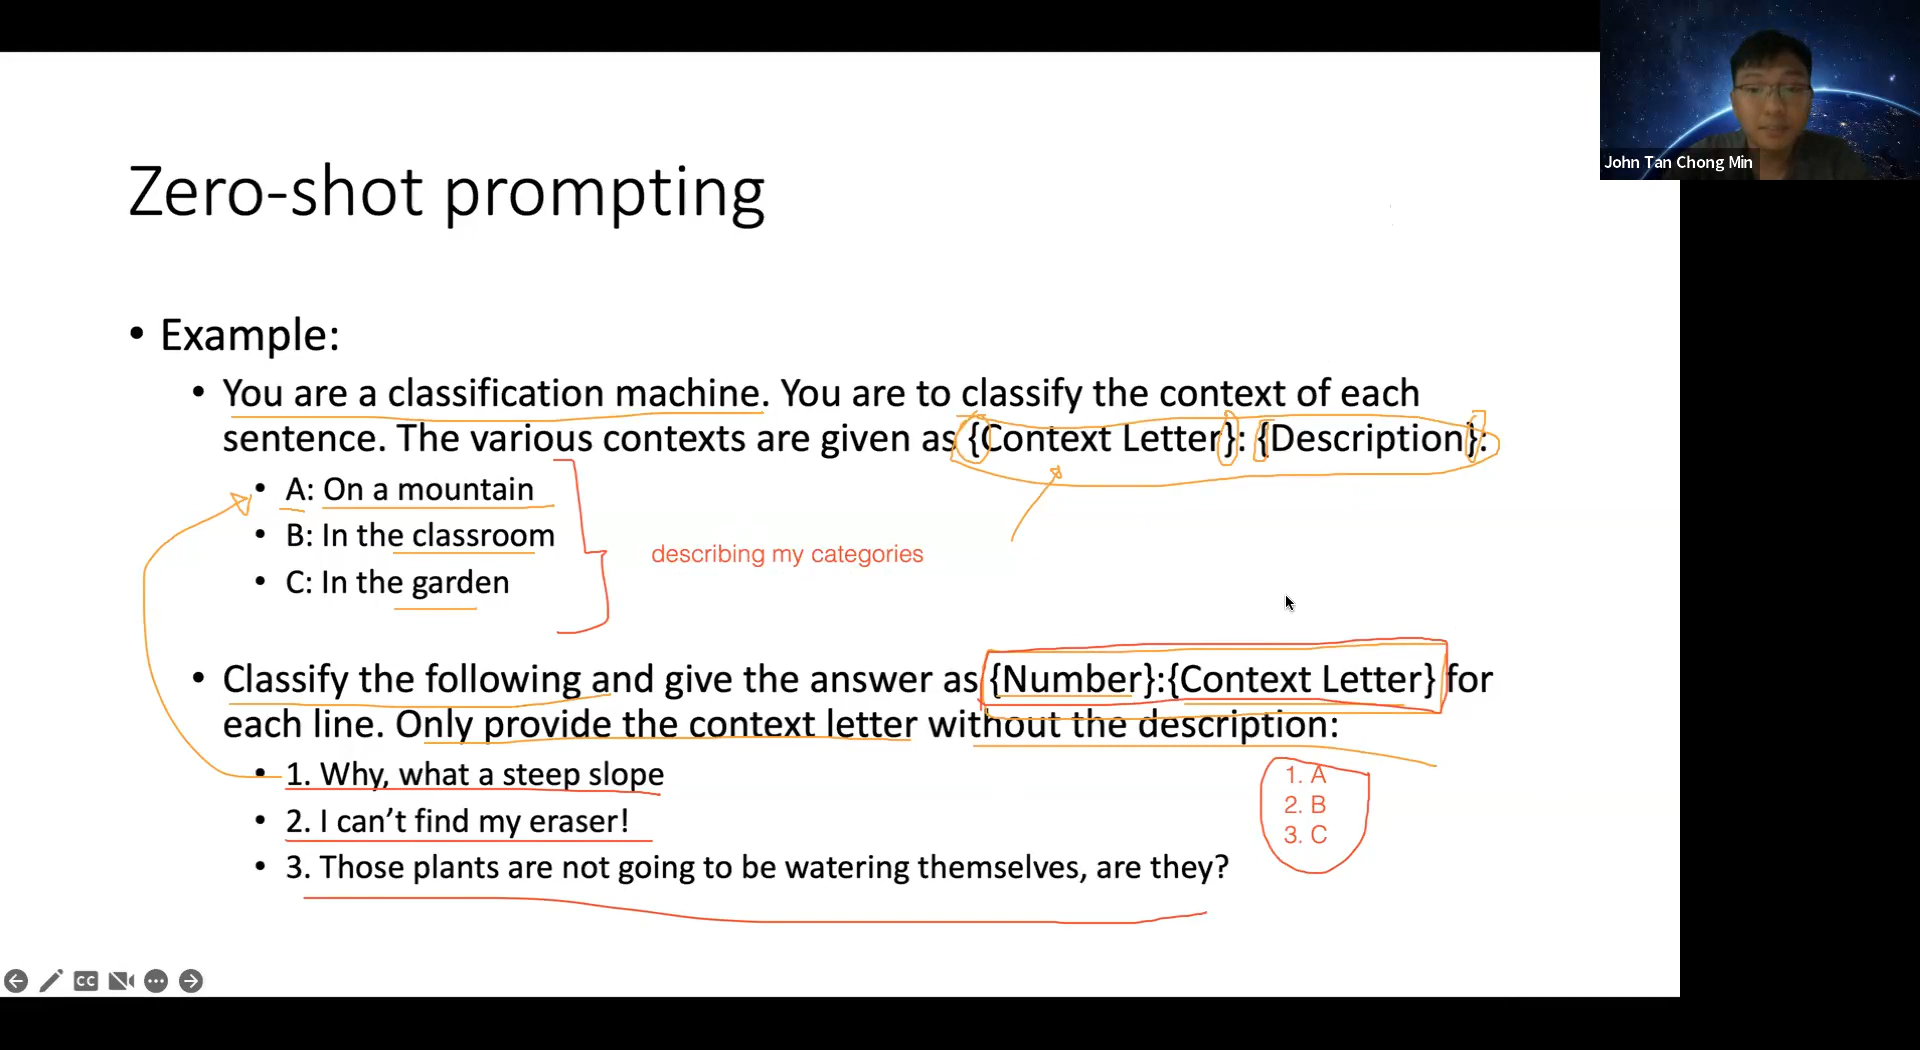 John Tan Chong Min
Zero-shot prompting
• Example:
• You are a classification machine. You are to classify the context of each
sentence. The various contexts are given as {Context Letter}: {Description}:
• A: On a mountain
• B: In the classroom
• C: In the garden
describing my categories
• Classify the following and give the answer as {Number}:{Context Letter} for
each line. Only provide the context letter without the description:
• 1. Why, what a steep slope
• 2. I can't find my eraser!
• 3. Those plants are not going to be watering themselves, are they?
1. A
2. B
3. C
CC